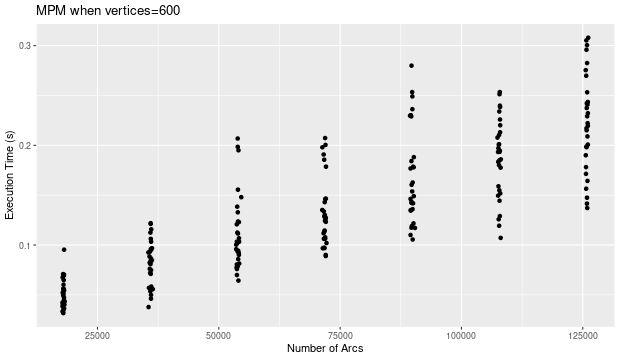 MPM when vertices=600
Execution Time (s)
0.3
0.2
0.1
25000 50000 75000 100000 125000
Number of Arcs